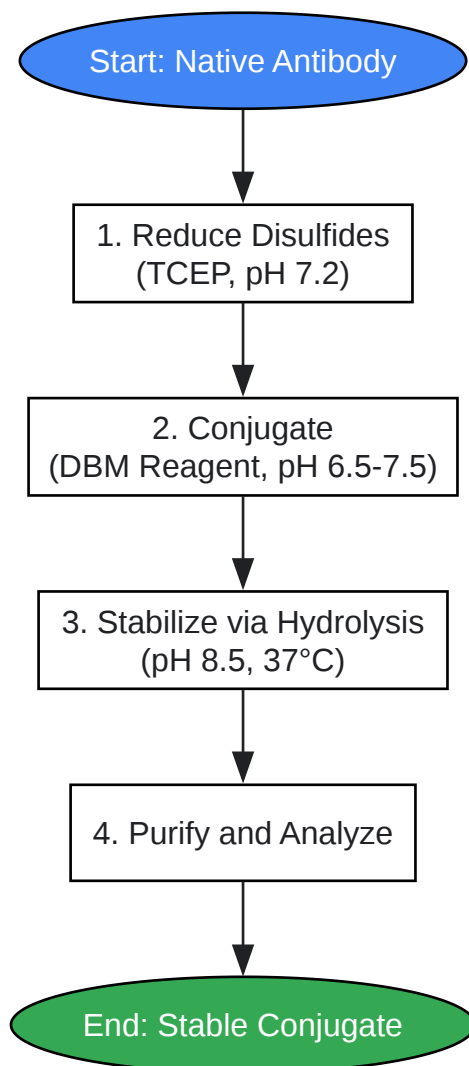 Start: Native Antibody
1. Reduce Disulfides
(TCEP, pH 7.2)
2. Conjugate
(DBM Reagent, pH 6.5-7.5)
3. Stabilize via Hydrolysis
(pH 8.5, 37°C)
4. Purify and Analyze
End: Stable Conjugate